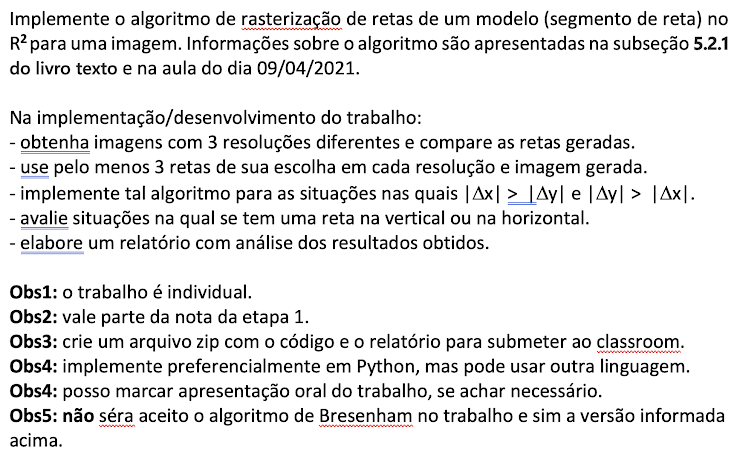 Implemente o algoritmo de rasterização de retas de um modelo (segmento de reta) no
R² para uma imagem. Informações sobre o algoritmo são apresentadas na subseção 5.2.1
do livro texto e na aula do dia 09/04/2021.
Na implementação/desenvolvimento do trabalho:
- obtenha imagens com 3 resoluções diferentes e compare as retas geradas.
- use pelo menos 3 retas de sua escolha em cada resolução e imagem gerada.
- implemente tal algoritmo para as situações nas quais |Δx| > |Δy| e |Δy| > |Δx|.
- avalie situações na qual se tem uma reta na vertical ou na horizontal.
- elabore um relatório com análise dos resultados obtidos.
Obs1: o trabalho é individual.
Obs2: vale parte da nota da etapa 1.
Obs3: crie um arquivo zip com o código e o relatório para submeter ao classroom.
Obs4: implemente preferencialmente em Python, mas pode usar outra linguagem.
Obs4: posso marcar apresentação oral do trabalho, se achar necessário.
Obs5: não séra aceito o algoritmo de Bresenham no trabalho e sim a versão informada
acima.